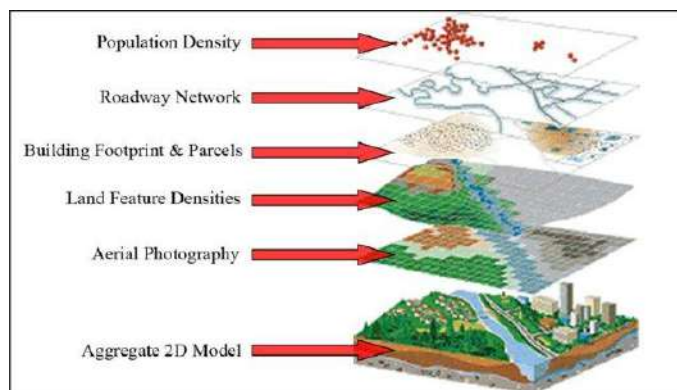 Population Density
Roadway Network
Building Footprint & Parcels
Land Feature Densities
Aerial Photography
Aggregate 2D Model